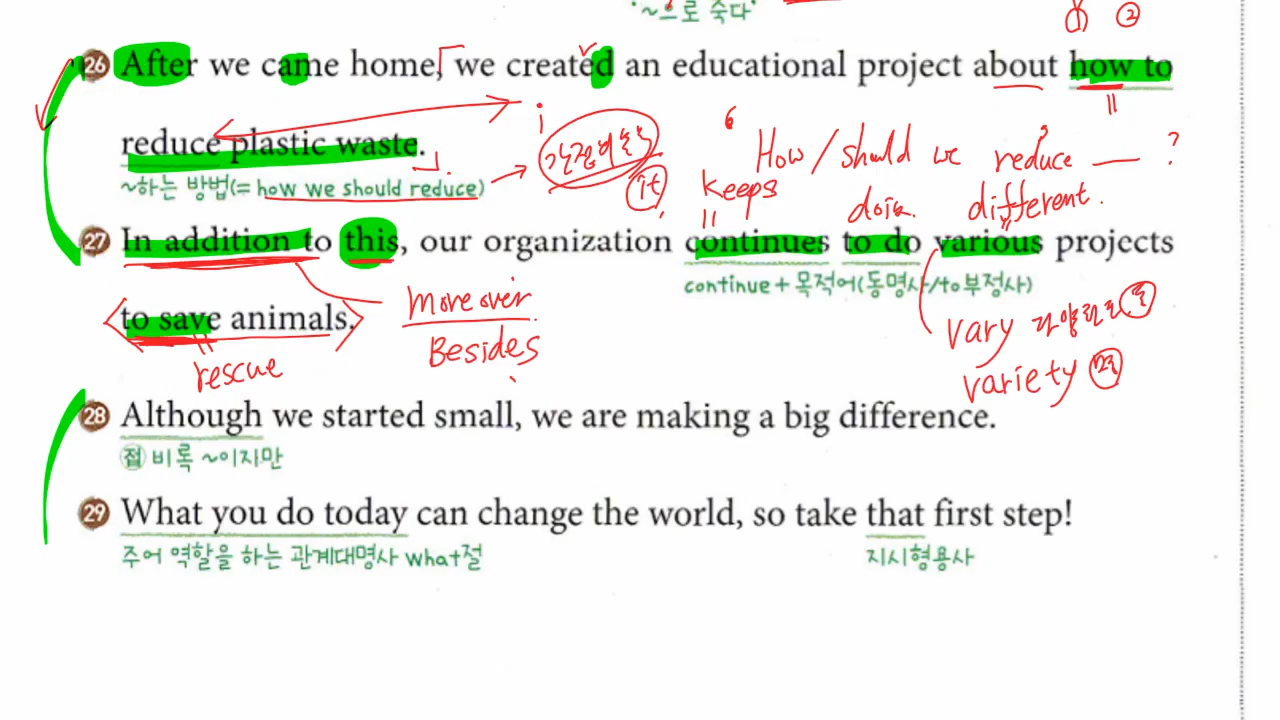 '~으로 죽다'
②
26 After we came home, we created an educational project about how to
reduce plastic waste.
~하는 방법(= how we should reduce)
간접의문문
How / should we reduce ?
it
keeps
doin.
different.
27 In addition to this, our organization continues to do various projects
continue + 목적어(동명사/to부정사)
to save animals.
moreover
Besides
rescue
vary 다양한
variety 명
28 Although we started small, we are making a big difference.
접 비록 ~이지만
29 What you do today can change the world, so take that first step!
주어 역할을 하는 관계대명사 what절
지시형용사